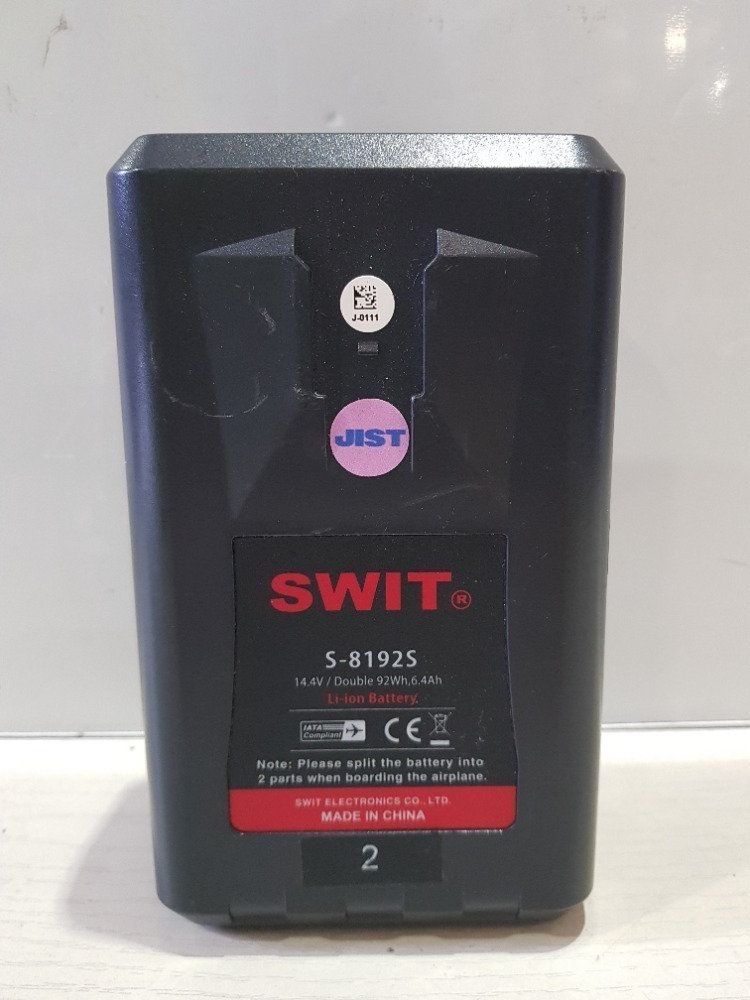 J-0111
JIST
SWIT®
S-8192S
14.4V / Double 92Wh,6.4Ah
Li-ion Battery.
IATA
Compliant
CE
Note: Please split the battery into
2 parts when boarding the airplane.
SWIT ELECTRONICS CO., LTD.
MADE IN CHINA
2